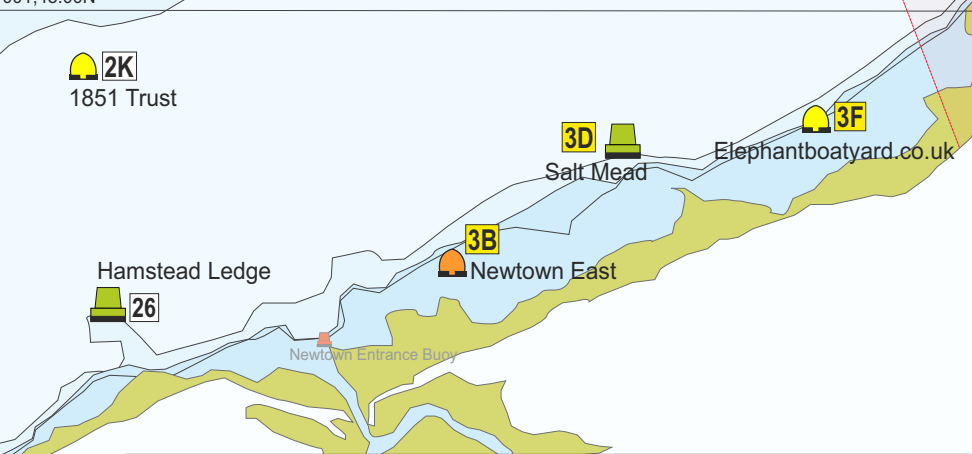 2K
1851 Trust
3F
3D
Elephantboatyard.co.uk
Salt Mead
3B
Hamstead Ledge
Newtown East
26
Newtown Entrance Buoy